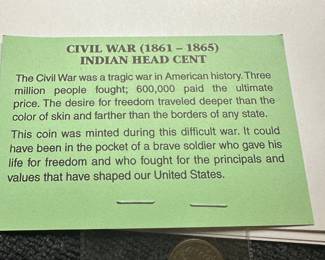 CIVIL WAR (1861 – 1865)
INDIAN HEAD CENT
The Civil War was a tragic war in American history. Three
million people fought; 600,000 paid the ultimate
price. The desire for freedom traveled deeper than the
color of skin and farther than the borders of any state.
This coin was minted during this difficult war. It could
have been in the pocket of a brave soldier who gave his
life for freedom and who fought for the principals and
values that have shaped our United States.